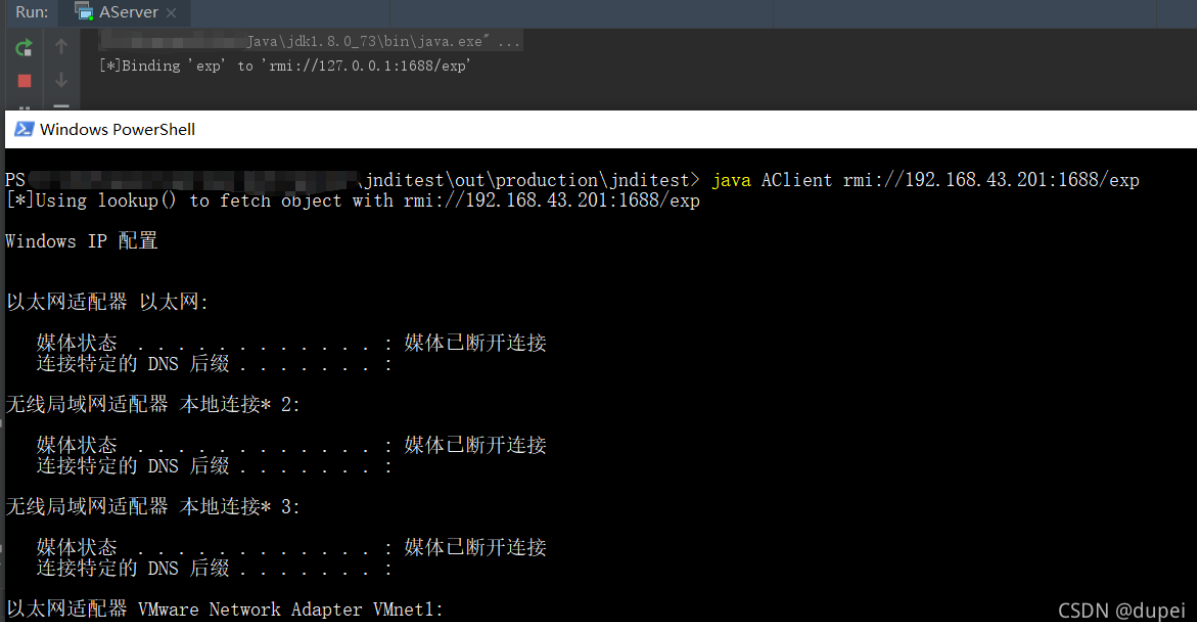 Run: AServer ×
Java\jdk1.8.0_73\bin\java.exe" ...
[*]Binding 'exp' to 'rmi://127.0.0.1:1688/exp'
Windows PowerShell
PS \jnditest\out\production\jnditest> java AClient rmi://192.168.43.201:1688/exp
[*]Using lookup() to fetch object with rmi://192.168.43.201:1688/exp
Windows IP 配置
以太网适配器 以太网:
媒体状态 . . . . . . . . . . . . : 媒体已断开连接
连接特定的 DNS 后缀 . . . . . . . :
无线局域网适配器 本地连接* 2:
媒体状态 . . . . . . . . . . . . : 媒体已断开连接
连接特定的 DNS 后缀 . . . . . . . :
无线局域网适配器 本地连接* 3:
媒体状态 . . . . . . . . . . . . : 媒体已断开连接
连接特定的 DNS 后缀 . . . . . . . :
以太网适配器 VMware Network Adapter VMnet1:
CSDN @dupei